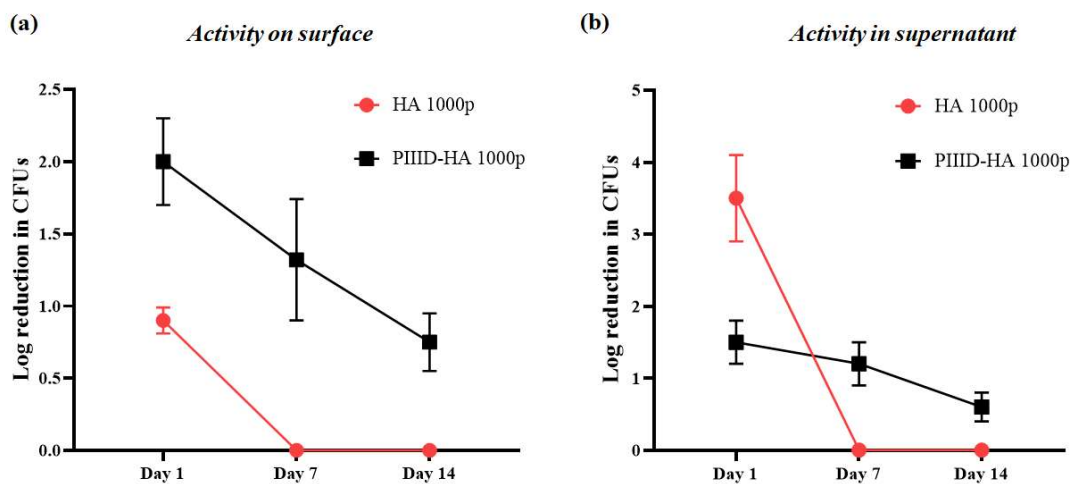 (a)
Activity on surface
Log reduction in CFUs
2.5
2.0
1.5
1.0
0.5
0.0
HA 1000p
PIIID-HA 1000p
Day 1 Day 7 Day 14
(b)
Activity in supernatant
Log reduction in CFUs
5
4
3
2
1
0
HA 1000p
PIIID-HA 1000p
Day 1 Day 7 Day 14